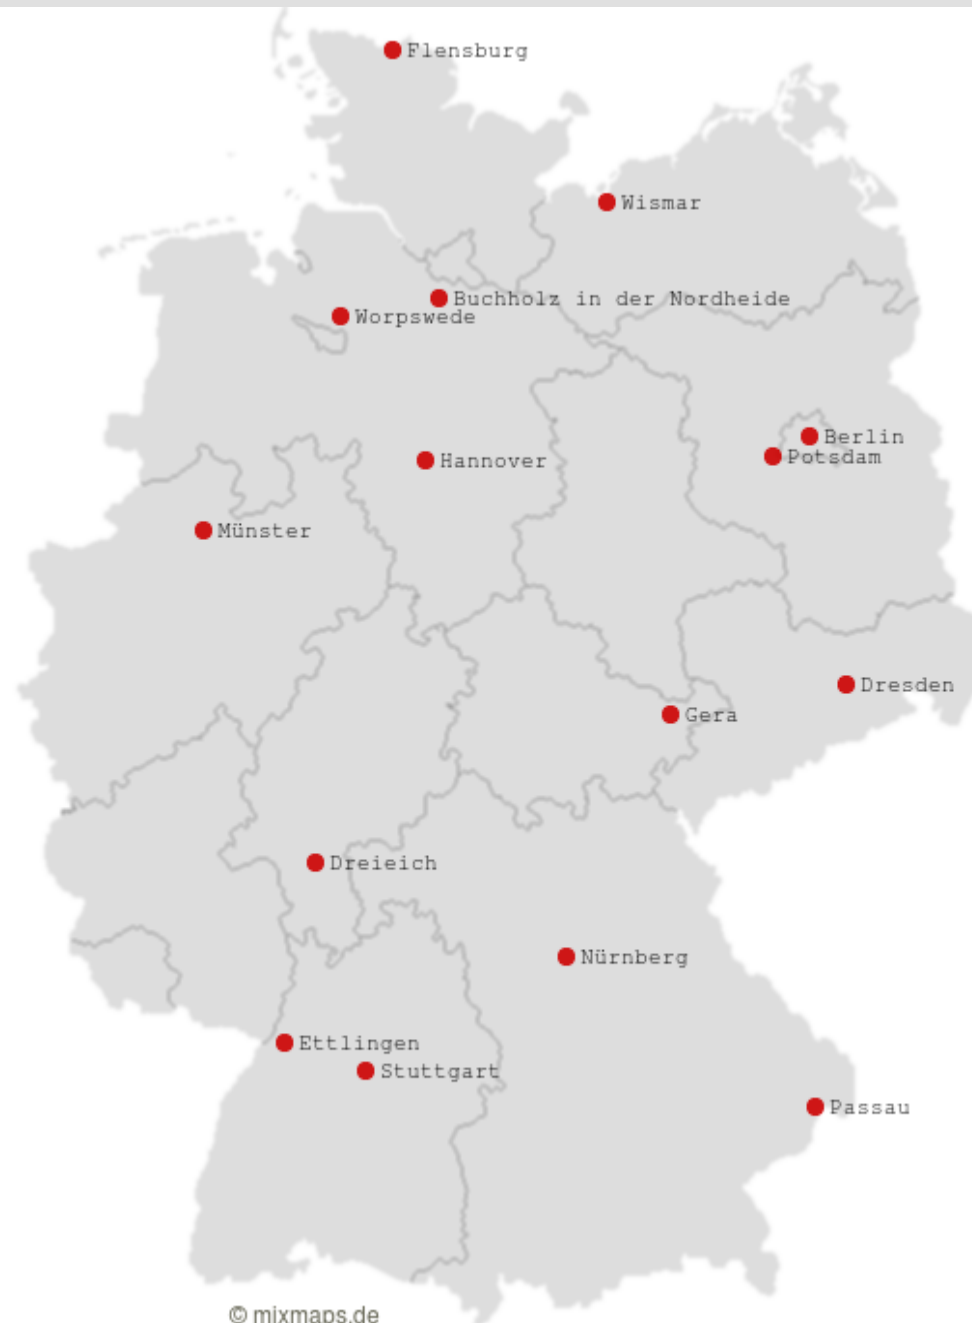 Flensburg
Wismar
Buchholz in der Nordheide
Worpswede
Berlin
Potsdam
Hannover
Münster
Dresden
Gera
Dreieich
Nürnberg
Ettlingen
Stuttgart
Passau
© mixmaps.de